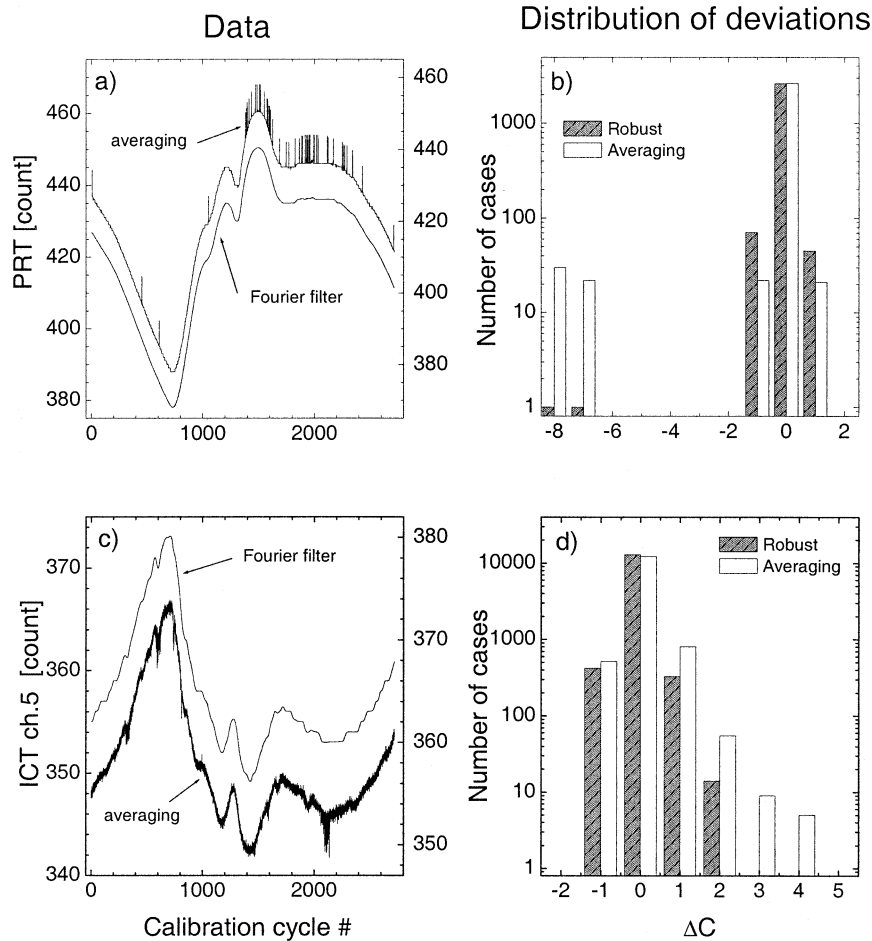 Data
Distribution of deviations
a)
460
440
420
400
380
460
440
420
400
380
averaging
Fourier filter
PRT [count]
0 1000 2000
b)
Robust
Averaging
1000
100
10
1
Number of cases
-8 -6 -4 -2 0 2
c)
370
360
350
340
380
370
360
350
Fourier filter
averaging
ICT ch.5 [count]
0 1000 2000
Calibration cycle #
d)
Robust
Averaging
10000
1000
100
10
1
Number of cases
-2 -1 0 1 2 3 4 5
ΔC